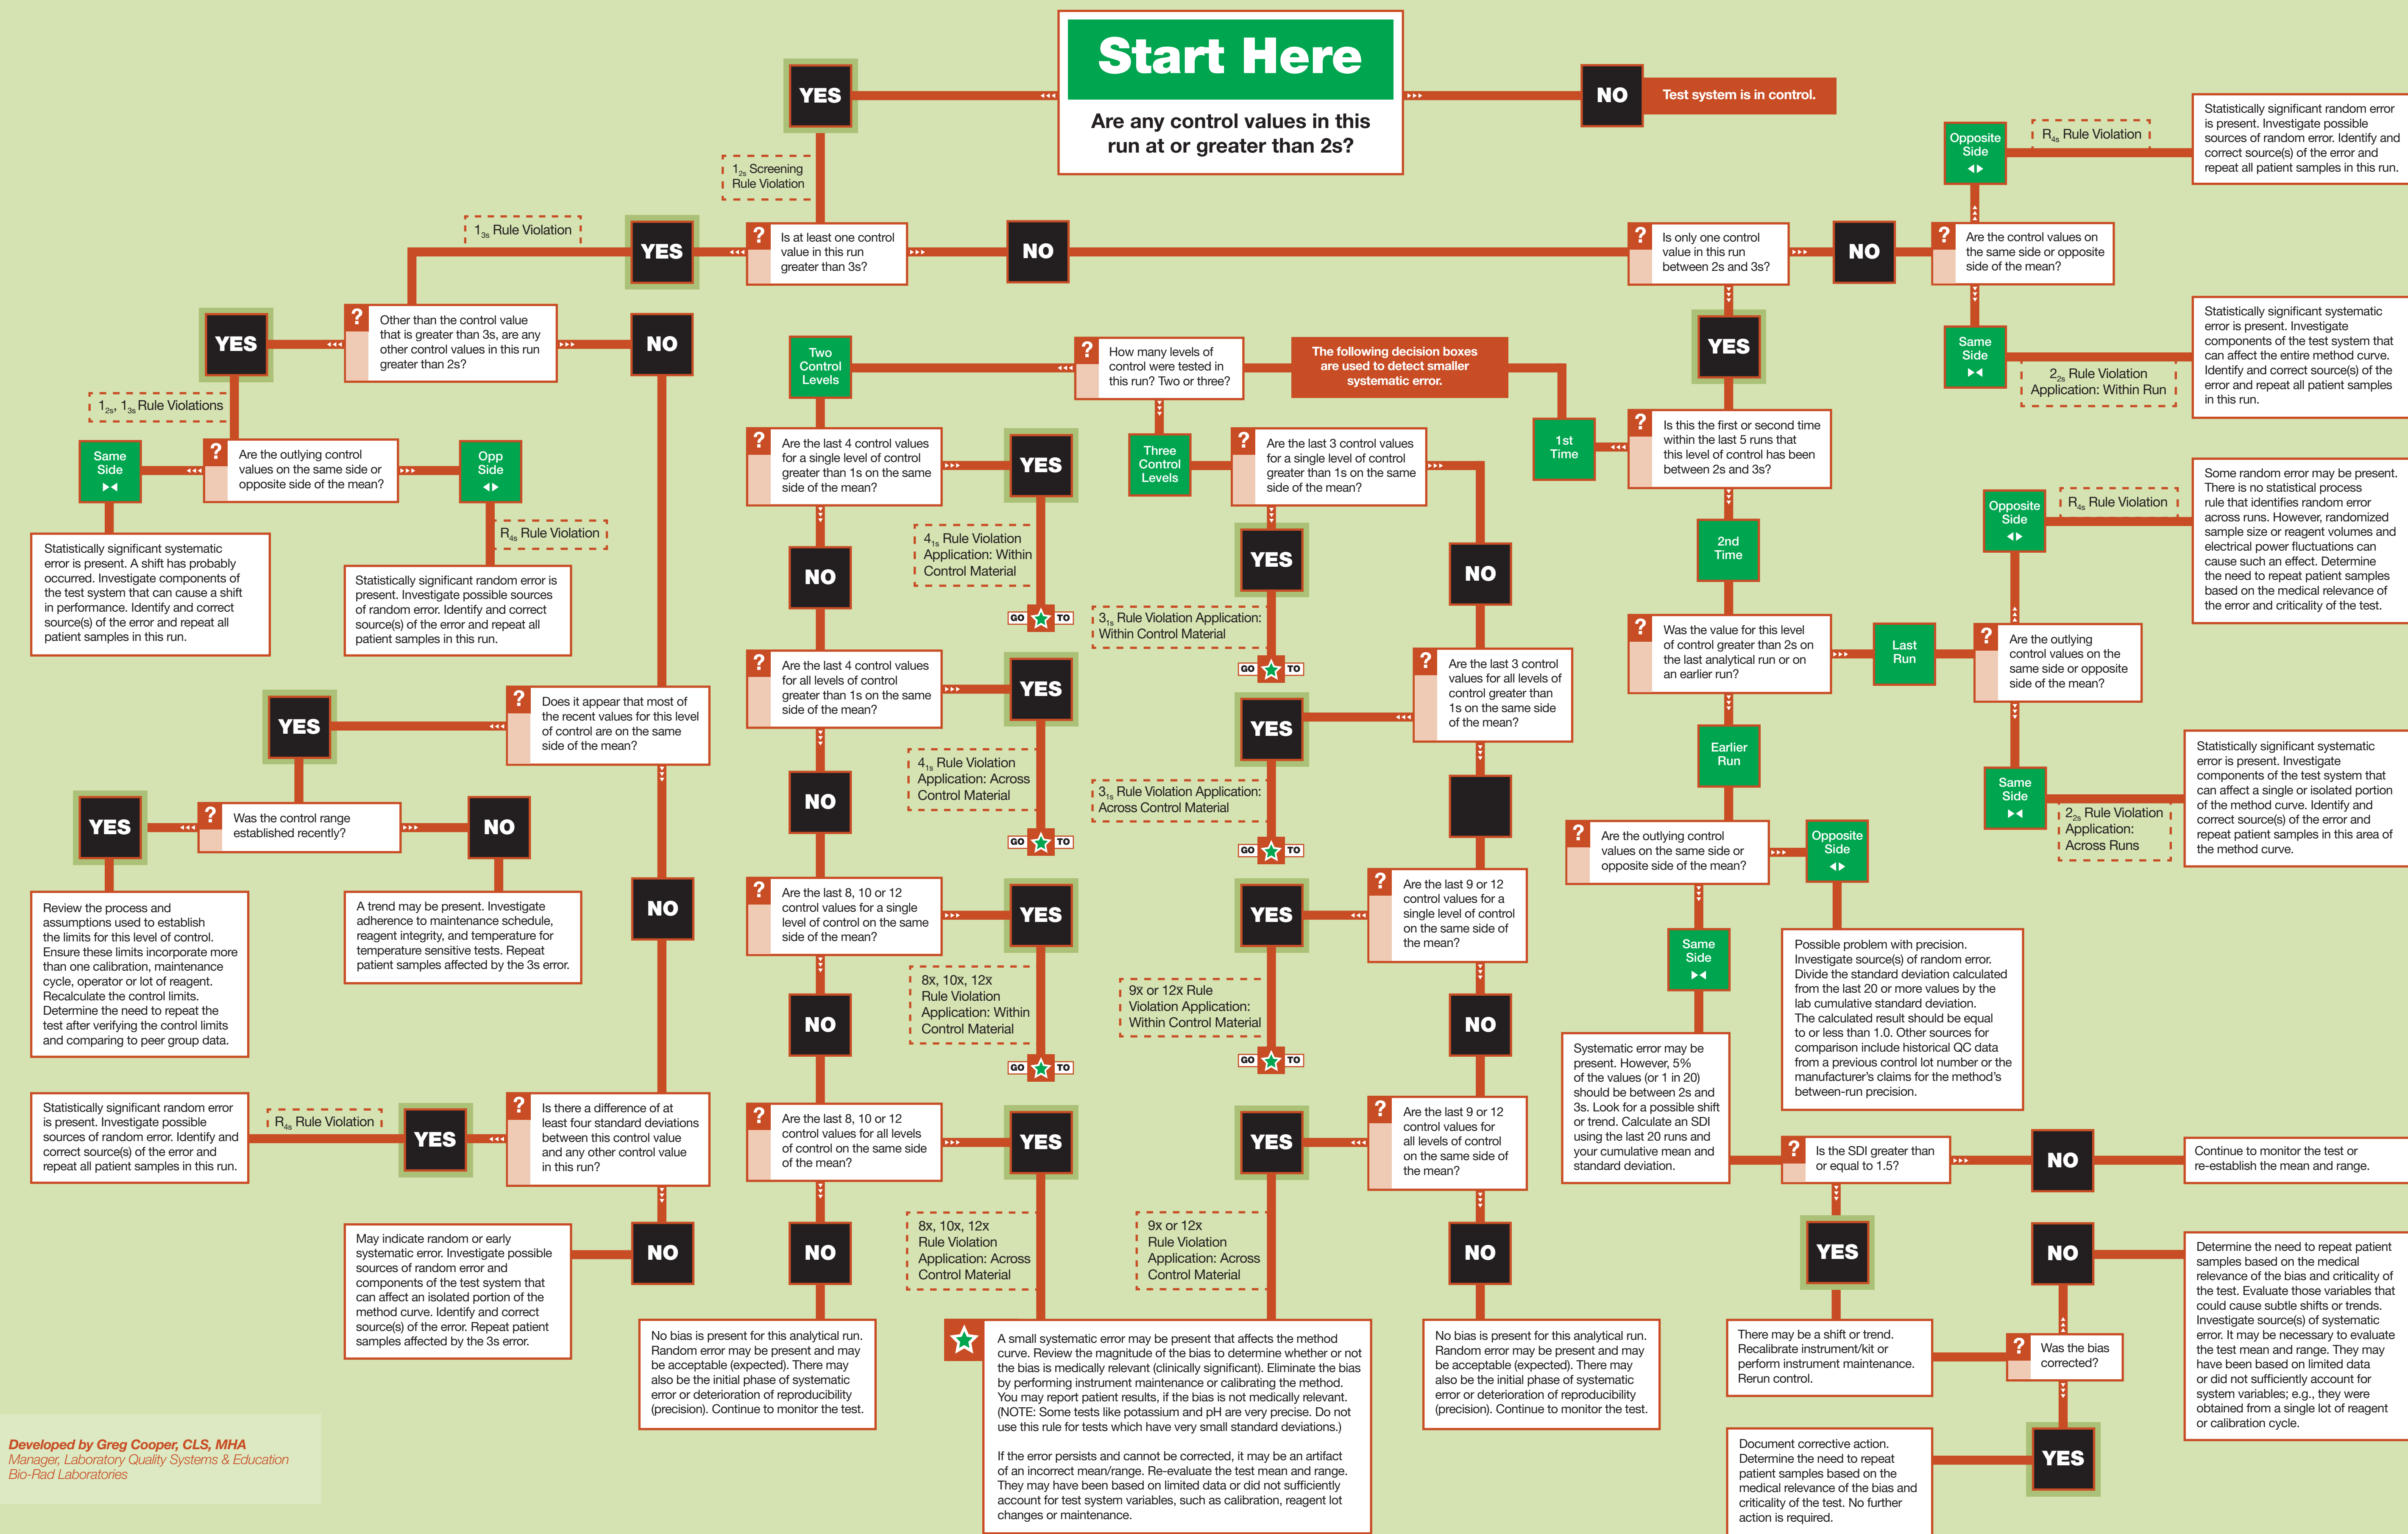 Start Here
Are any control values in this
run at or greater than 2s?
YES
NO
Test system is in control.
12s Screening
Rule Violation
?
Is at least one control
value in this run
greater than 3s?
YES
NO
13s Rule Violation
?
Other than the control value
that is greater than 3s, are any
other control values in this run
greater than 2s?
YES
NO
12s, 13s Rule Violations
?
Are the outlying control
values on the same side or
opposite side of the mean?
Same
Side
Opp
Side
R4s Rule Violation
Statistically significant systematic
error is present. A shift has probably
occurred. Investigate components of
the test system that can cause a shift
in performance. Identify and correct
source(s) of the error and repeat all
patient samples in this run.
Statistically significant random error is
present. Investigate possible sources
of random error. Identify and correct
source(s) of the error and repeat all
patient samples in this run.
?
Does it appear that most of
the recent values for this level
of control are on the same
side of the mean?
YES
?
Was the control range
established recently?
YES
NO
Review the process and
assumptions used to establish
the limits for this level of control.
Ensure these limits incorporate more
than one calibration, maintenance
cycle, operator or lot of reagent.
Recalculate the control limits.
Determine the need to repeat the
test after verifying the control limits
and comparing to peer group data.
A trend may be present. Investigate
adherence to maintenance schedule,
reagent integrity, and temperature for
temperature sensitive tests. Repeat
patient samples affected by the 3s error.
NO
?
Is there a difference of at
least four standard deviations
between this control value
and any other control value
in this run?
YES
R4s Rule Violation
Statistically significant random error
is present. Investigate possible
sources of random error. Identify and
correct source(s) of the error and
repeat all patient samples in this run.
NO
May indicate random or early
systematic error. Investigate possible
sources of random error and
components of the test system that
can affect an isolated portion of the
method curve. Identify and correct
source(s) of the error. Repeat patient
samples affected by the 3s error.
?
How many levels of
control were tested in
this run? Two or three?
The following decision boxes
are used to detect smaller
systematic error.
Two
Control
Levels
?
Are the last 4 control values
for a single level of control
greater than 1s on the same
side of the mean?
YES
41s Rule Violation
Application: Within
Control Material
GO TO
NO
?
Are the last 4 control values
for all levels of control
greater than 1s on the same
side of the mean?
YES
41s Rule Violation
Application: Across
Control Material
GO TO
NO
?
Are the last 8, 10 or 12
control values for a single
level of control on the same
side of the mean?
YES
8x, 10x, 12x
Rule Violation
Application: Within
Control Material
GO TO
NO
?
Are the last 8, 10 or 12
control values for all levels
of control on the same side
of the mean?
YES
8x, 10x, 12x
Rule Violation
Application: Across
Control Material
NO
No bias is present for this analytical run.
Random error may be present and may
be acceptable (expected). There may
also be the initial phase of systematic
error or deterioration of reproducibility
(precision). Continue to monitor the test.
Three
Control
Levels
?
Are the last 3 control values
for a single level of control
greater than 1s on the same
side of the mean?
YES
31s Rule Violation Application:
Within Control Material
GO TO
NO
?
Are the last 3 control
values for all levels of
control greater than
1s on the same side
of the mean?
YES
31s Rule Violation Application:
Across Control Material
GO TO
?
Are the last 9 or 12
control values for a
single level of control
on the same side of
the mean?
YES
9x or 12x Rule
Violation Application:
Within Control Material
GO TO
NO
?
Are the last 9 or 12
control values for
all levels of control
on the same side of
the mean?
YES
9x or 12x
Rule Violation
Application: Across
Control Material
NO
No bias is present for this analytical run.
Random error may be present and may
be acceptable (expected). There may
also be the initial phase of systematic
error or deterioration of reproducibility
(precision). Continue to monitor the test.
A small systematic error may be present that affects the method
curve. Review the magnitude of the bias to determine whether or not
the bias is medically relevant (clinically significant). Eliminate the bias
by performing instrument maintenance or calibrating the method.
You may report patient results, if the bias is not medically relevant.
(NOTE: Some tests like potassium and pH are very precise. Do not
use this rule for tests which have very small standard deviations.)
If the error persists and cannot be corrected, it may be an artifact
of an incorrect mean/range. Re-evaluate the test mean and range.
They may have been based on limited data or did not sufficiently
account for test system variables, such as calibration, reagent lot
changes or maintenance.
?
Is only one control
value in this run
between 2s and 3s?
NO
?
Are the control values on
the same side or opposite
side of the mean?
Opposite
Side
R4s Rule Violation
Statistically significant random error
is present. Investigate possible
sources of random error. Identify and
correct source(s) of the error and
repeat all patient samples in this run.
Same
Side
22s Rule Violation
Application: Within Run
Statistically significant systematic
error is present. Investigate
components of the test system that
can affect the entire method curve.
Identify and correct source(s) of the
error and repeat all patient samples
in this run.
YES
?
Is this the first or second time
within the last 5 runs that
this level of control has been
between 2s and 3s?
1st
Time
2nd
Time
?
Was the value for this level
of control greater than 2s on
the last analytical run or on
an earlier run?
Last
Run
?
Are the outlying
control values on the
same side or opposite
side of the mean?
Opposite
Side
R4s Rule Violation
Some random error may be present.
There is no statistical process
rule that identifies random error
across runs. However, randomized
sample size or reagent volumes and
electrical power fluctuations can
cause such an effect. Determine
the need to repeat patient samples
based on the medical relevance of
the error and criticality of the test.
Same
Side
22s Rule Violation
Application:
Across Runs
Statistically significant systematic
error is present. Investigate
components of the test system that
can affect a single or isolated portion
of the method curve. Identify and
correct source(s) of the error and
repeat patient samples in this area of
the method curve.
Earlier
Run
?
Are the outlying control
values on the same side or
opposite side of the mean?
Opposite
Side
Possible problem with precision.
Investigate source(s) of random error.
Divide the standard deviation calculated
from the last 20 or more values by the
lab cumulative standard deviation.
The calculated result should be equal
to or less than 1.0. Other sources for
comparison include historical QC data
from a previous control lot number or the
manufacturer's claims for the method's
between-run precision.
Same
Side
Systematic error may be
present. However, 5%
of the values (or 1 in 20)
should be between 2s and
3s. Look for a possible shift
or trend. Calculate an SDI
using the last 20 runs and
your cumulative mean and
standard deviation.
?
Is the SDI greater than
or equal to 1.5?
NO
Continue to monitor the test or
re-establish the mean and range.
YES
There may be a shift or trend.
Recalibrate instrument/kit or
perform instrument maintenance.
Rerun control.
?
Was the bias
corrected?
NO
Determine the need to repeat patient
samples based on the medical
relevance of the bias and criticality of
the test. Evaluate those variables that
could cause subtle shifts or trends.
Investigate source(s) of systematic
error. It may be necessary to evaluate
the test mean and range. They may
have been based on limited data
or did not sufficiently account for
system variables; e.g., they were
obtained from a single lot of reagent
or calibration cycle.
YES
Document corrective action.
Determine the need to repeat
patient samples based on the
medical relevance of the bias and
criticality of the test. No further
action is required.
Developed by Greg Cooper, CLS, MHA
Manager, Laboratory Quality Systems & Education
Bio-Rad Laboratories